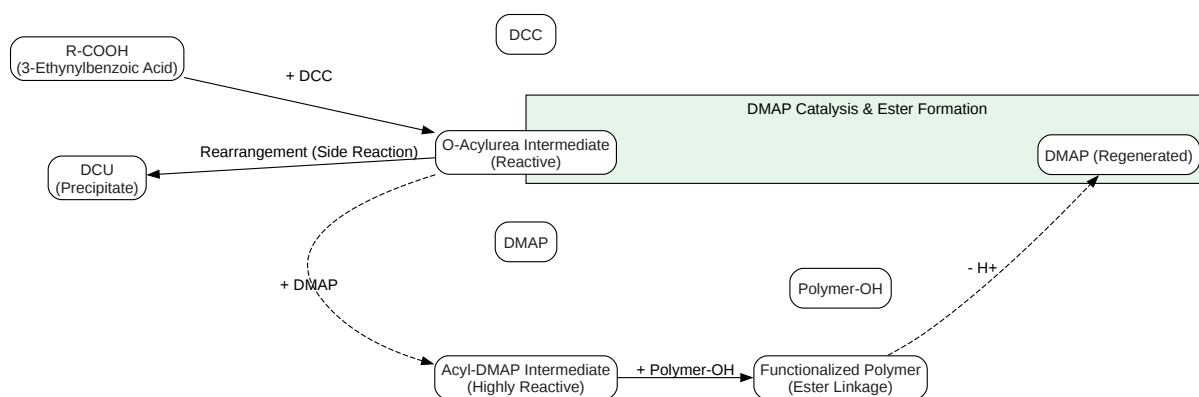 DCC
R-COOH
(3-Ethynylbenzoic Acid)
+ DCC
DMAP Catalysis & Ester Formation
O-Acylurea Intermediate
(Reactive)
Rearrangement (Side Reaction)
DMAP (Regenerated)
DCU
(Precipitate)
DMAP
- H+
+ DMAP
Polymer-OH
Acyl-DMAP Intermediate
(Highly Reactive)
+ Polymer-OH
Functionalized Polymer
(Ester Linkage)